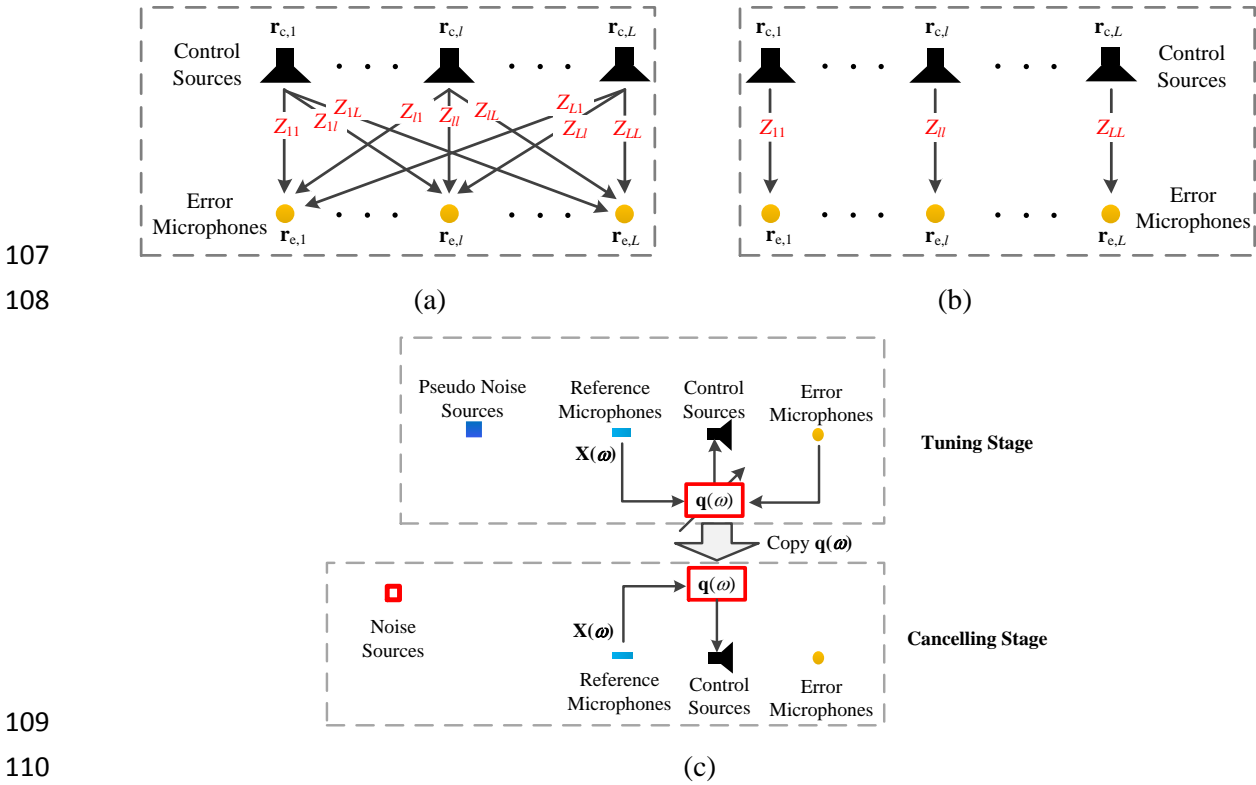 r_c,1 r_c,l r_c,L
Control
Sources
Z_11 Z_1l Z_1L Z_l1 Z_ll Z_lL Z_L1 Z_Ll Z_LL
Error
Microphones
r_e,1 r_e,l r_e,L
r_c,1 r_c,l r_c,L
Control
Sources
Z_11 Z_ll Z_LL
Error
Microphones
r_e,1 r_e,l r_e,L
107
108 (a) (b)
Pseudo Noise
Sources
Reference
Microphones
Control
Sources
Error
Microphones
X(ω)
q(ω)
Tuning Stage
Copy q(ω)
q(ω)
X(ω)
Noise
Sources
Reference
Microphones
Control
Sources
Error
Microphones
Cancelling Stage
109
110 (c)